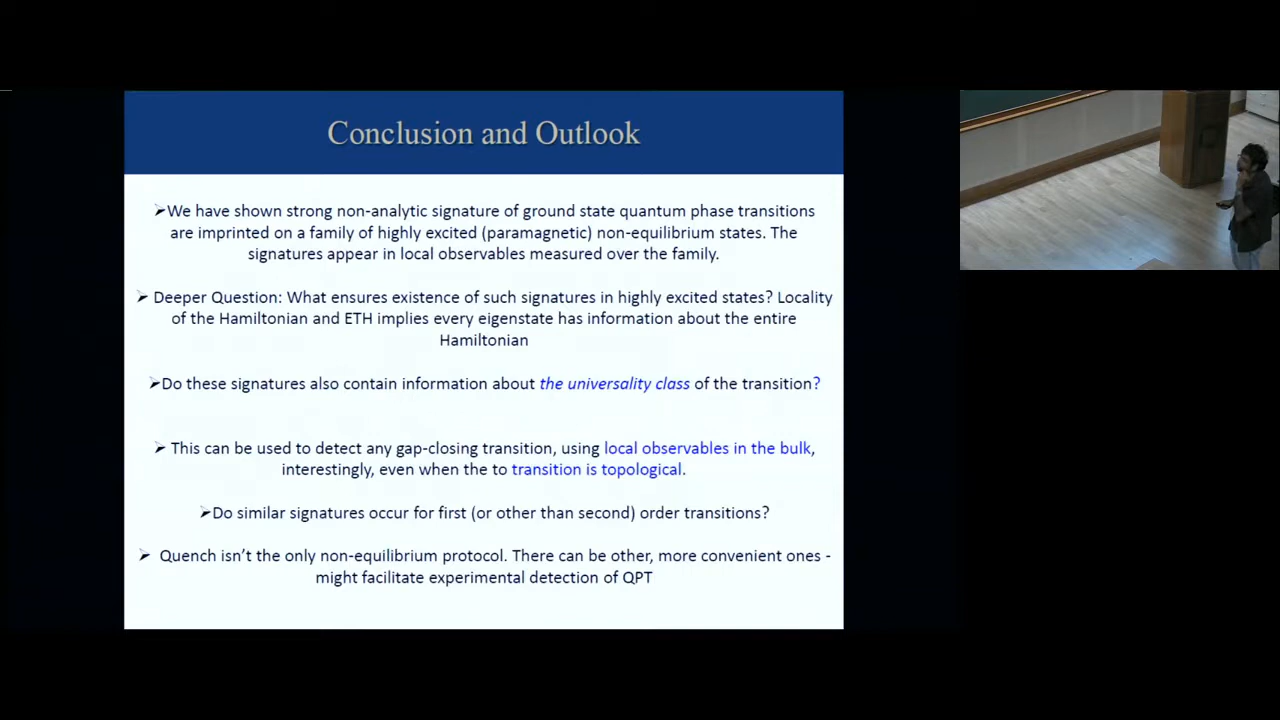 Conclusion and Outlook
➢We have shown strong non-analytic signature of ground state quantum phase transitions
are imprinted on a family of highly excited (paramagnetic) non-equilibrium states. The
signatures appear in local observables measured over the family.
➢ Deeper Question: What ensures existence of such signatures in highly excited states? Locality
of the Hamiltonian and ETH implies every eigenstate has information about the entire
Hamiltonian
➢Do these signatures also contain information about the universality class of the transition?
➢ This can be used to detect any gap-closing transition, using local observables in the bulk,
interestingly, even when the to transition is topological.
➢Do similar signatures occur for first (or other than second) order transitions?
➢ Quench isn't the only non-equilibrium protocol. There can be other, more convenient ones -
might facilitate experimental detection of QPT